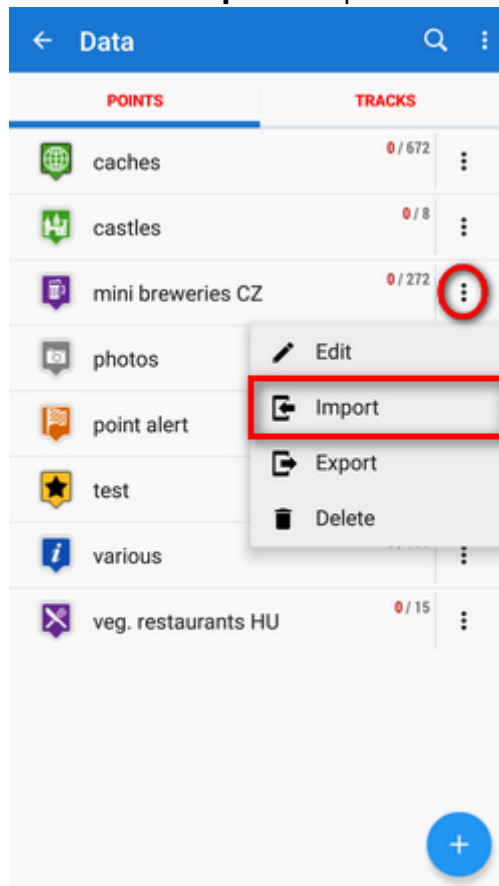 Data
POINTS TRACKS
caches 0 / 672
castles 0 / 8
mini breweries CZ 0 / 272
photos
Edit
Import
point alert
Export
test
Delete
various
veg. restaurants HU 0 / 15